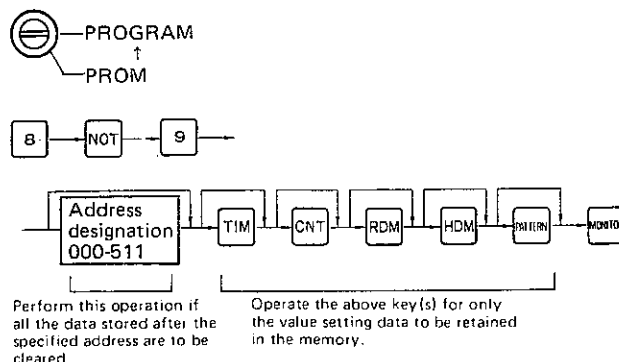 PROGRAM
↑
PROM
8 NOT 9
Address
designation
000-511
TIM CNT RDM HDM PATTERN MONITO
Perform this operation if
all the data stored after the
specified address are to be
cleared
Operate the above key(s) for only
the value setting data to be retained
in the memory.